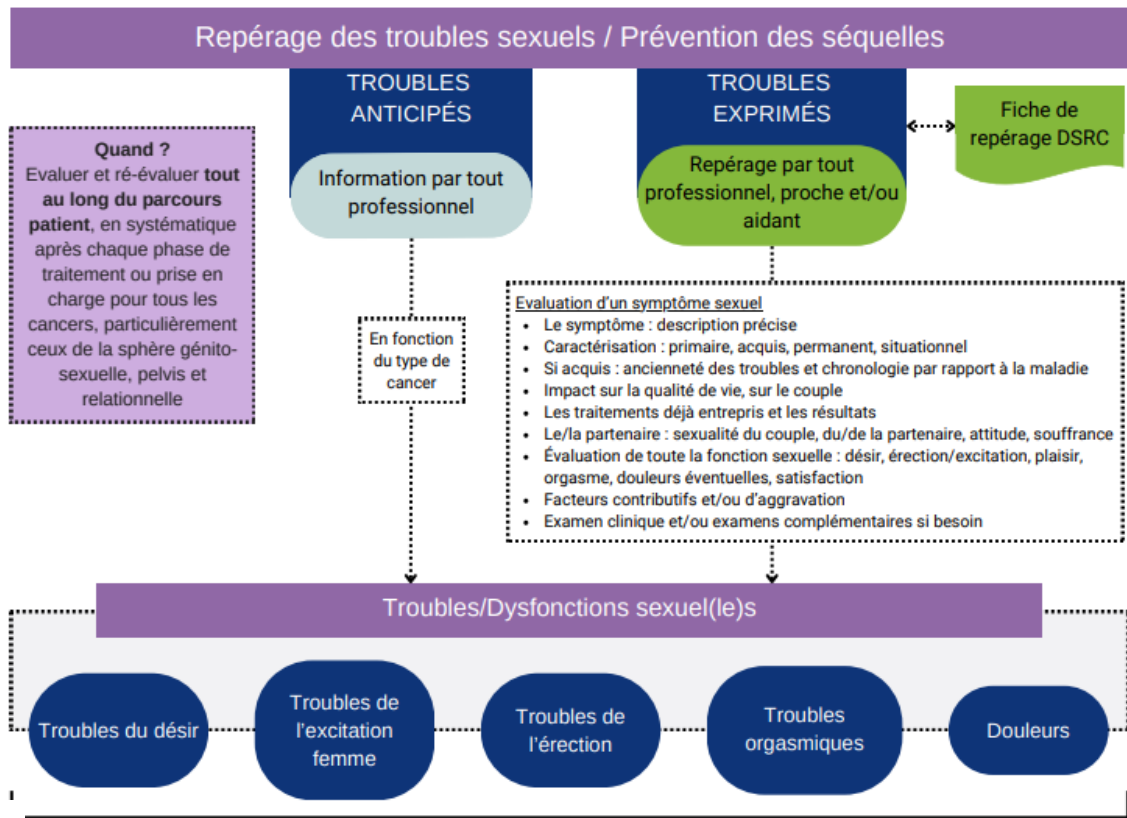 Repérage des troubles sexuels / Prévention des séquelles
TROUBLES
ANTICIPÉS
TROUBLES
EXPRIMÉS
Fiche de
repérage DSRC
Information par tout
professionnel
Repérage par tout
professionnel, proche et/ou
aidant
Quand ?
Evaluer et ré-évaluer tout
au long du parcours
patient, en systématique
après chaque phase de
traitement ou prise en
charge pour tous les
cancers, particulièrement
ceux de la sphère génito-
sexuelle, pelvis et
relationnelle
En fonction
du type de
cancer
Evaluation d'un symptôme sexuel
• Le symptôme : description précise
• Caractérisation : primaire, acquis, permanent, situationnel
• Si acquis : ancienneté des troubles et chronologie par rapport à la maladie
• Impact sur la qualité de vie, sur le couple
• Les traitements déjà entrepris et les résultats
• Le/la partenaire : sexualité du couple, du/de la partenaire, attitude, souffrance
• Évaluation de toute la fonction sexuelle : désir, érection/excitation, plaisir,
orgasme, douleurs éventuelles, satisfaction
• Facteurs contributifs et/ou d'aggravation
• Examen clinique et/ou examens complémentaires si besoin
Troubles/Dysfonctions sexuel(le)s
Troubles du désir
Troubles de
l'excitation
femme
Troubles de
l'érection
Troubles
orgasmiques
Douleurs